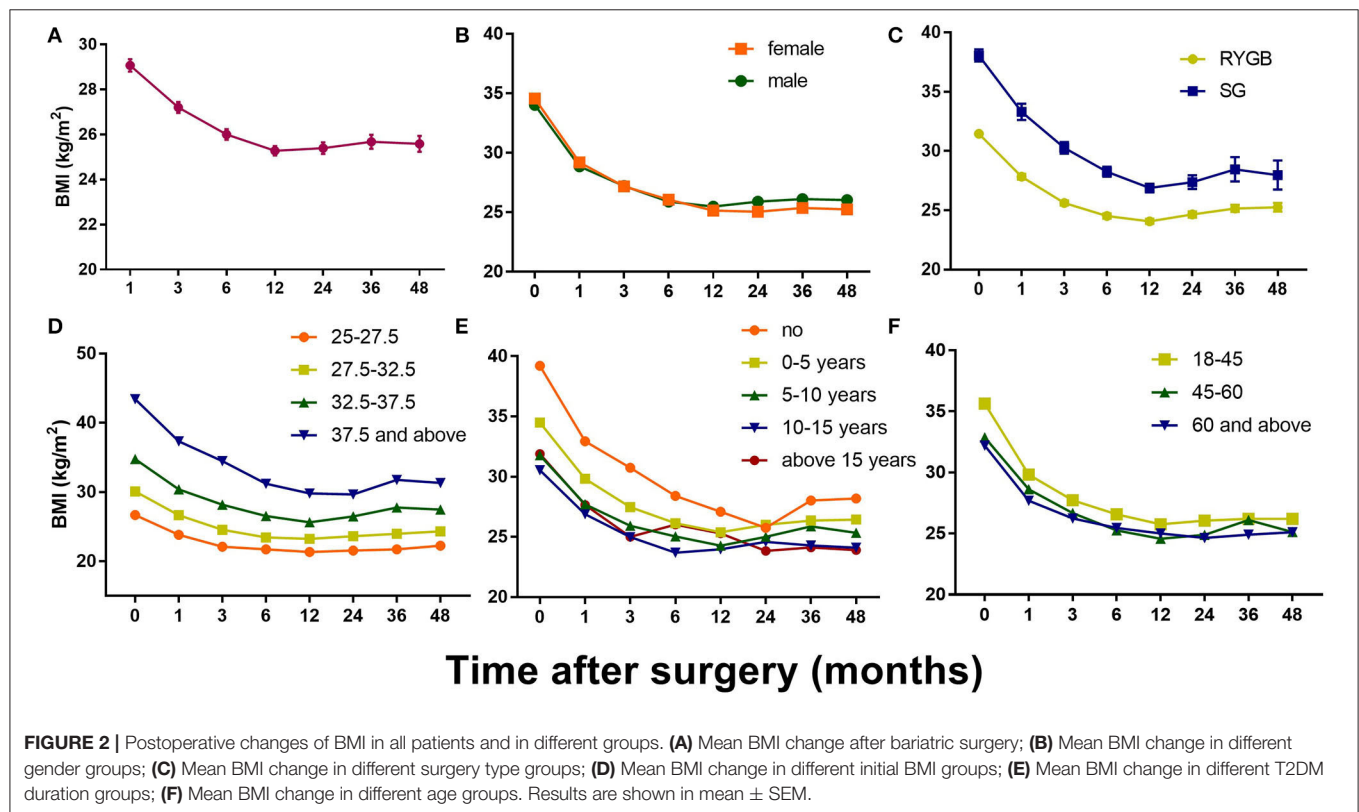 A
BMI (kg/m²)
30
28
26
24
22
20
1 3 6 12 24 36 48
B
female
male
40
35
30
25
20
0 1 3 6 12 24 36 48
C
RYGB
SG
40
35
30
25
20
0 1 3 6 12 24 36 48
D
25-27.5
27.5-32.5
32.5-37.5
37.5 and above
BMI (kg/m²)
50
40
30
20
0 1 3 6 12 24 36 48
E
no
0-5 years
5-10 years
10-15 years
above 15 years
40
35
30
25
20
0 1 3 6 12 24 36 48
F
18-45
45-60
60 and above
40
35
30
25
20
0 1 3 6 12 24 36 48
Time after surgery (months)
FIGURE 2 | Postoperative changes of BMI in all patients and in different groups. (A) Mean BMI change after bariatric surgery; (B) Mean BMI change in different
gender groups; (C) Mean BMI change in different surgery type groups; (D) Mean BMI change in different initial BMI groups; (E) Mean BMI change in different T2DM
duration groups; (F) Mean BMI change in different age groups. Results are shown in mean ± SEM.